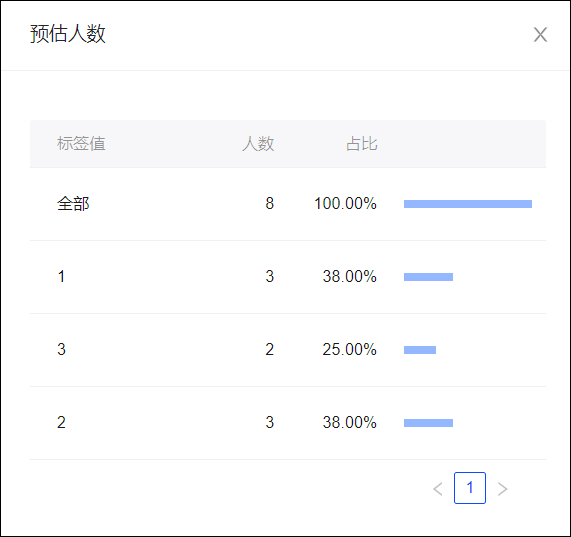 预估人数
标签值 人数 占比
全部 8 100.00%
1 3 38.00%
3 2 25.00%
2 3 38.00%
1